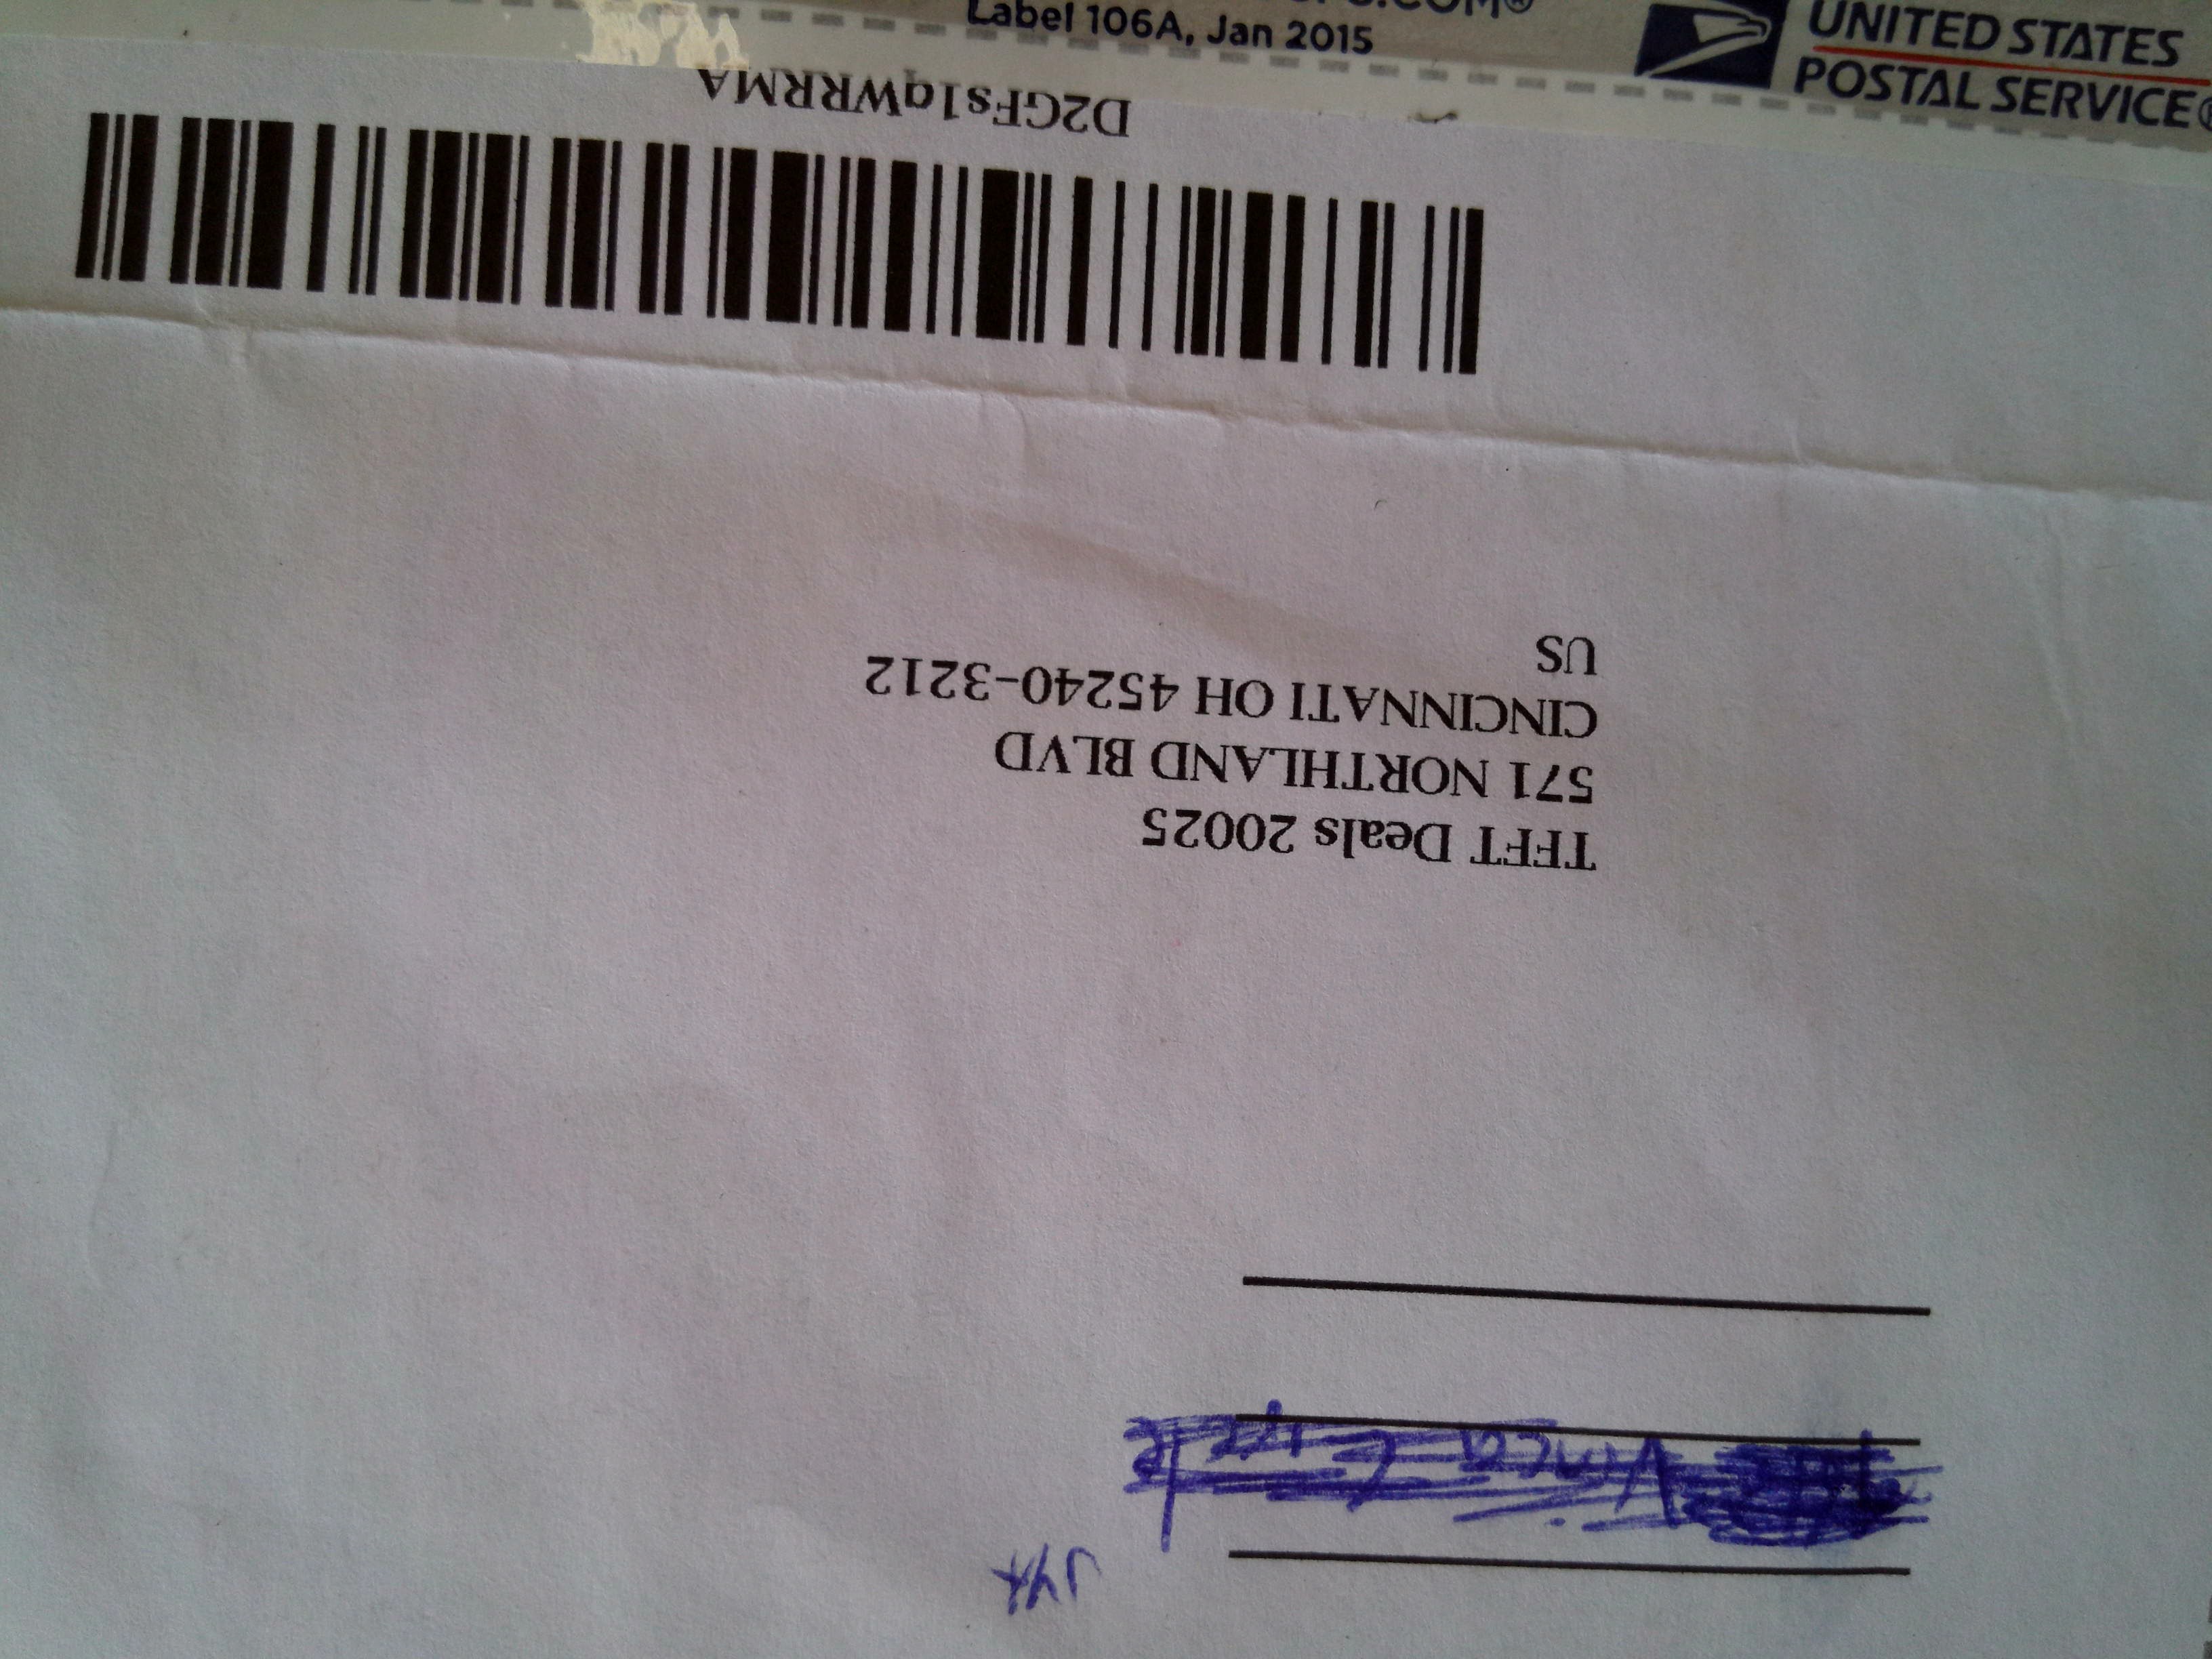 Label 106A, Jan 2015
UNITED STATES
POSTAL SERVICE®
TFFT Deals 20025
571 NORTHLAND BLVD
CINCINNATI OH 45240-3212
US
D2GFs1qWRRMA